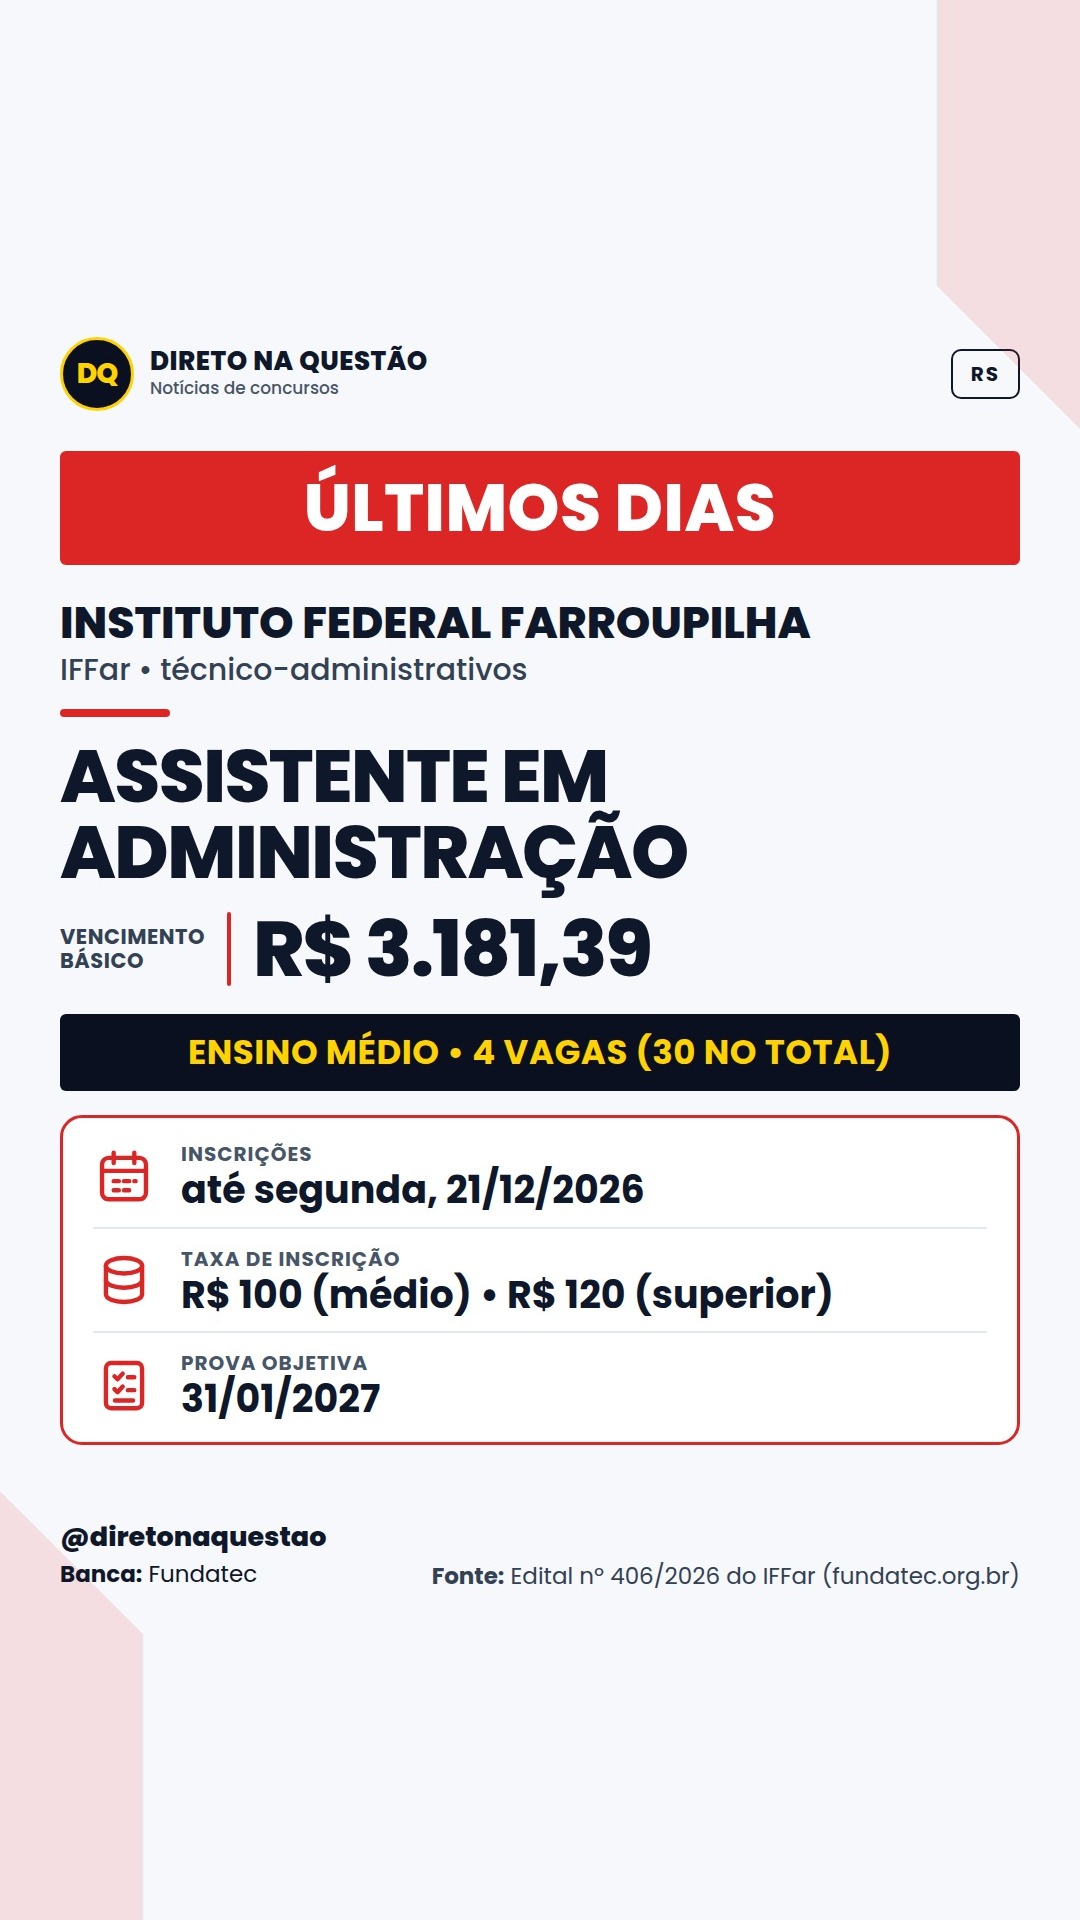 DQ
DIRETO NA QUESTÃO
Notícias de concursos
RS
ÚLTIMOS DIAS
INSTITUTO FEDERAL FARROUPILHA
IFFar • técnico-administrativos
ASSISTENTE EM
ADMINISTRAÇÃO
VENCIMENTO
BÁSICO
R$ 3.181,39
ENSINO MÉDIO • 4 VAGAS (30 NO TOTAL)
INSCRIÇÕES
até segunda, 21/12/2026
TAXA DE INSCRIÇÃO
R$ 100 (médio) • R$ 120 (superior)
PROVA OBJETIVA
31/01/2027
@diretonaquestao
Banca: Fundatec
Fonte: Edital nº 406/2026 do IFFar (fundatec.org.br)